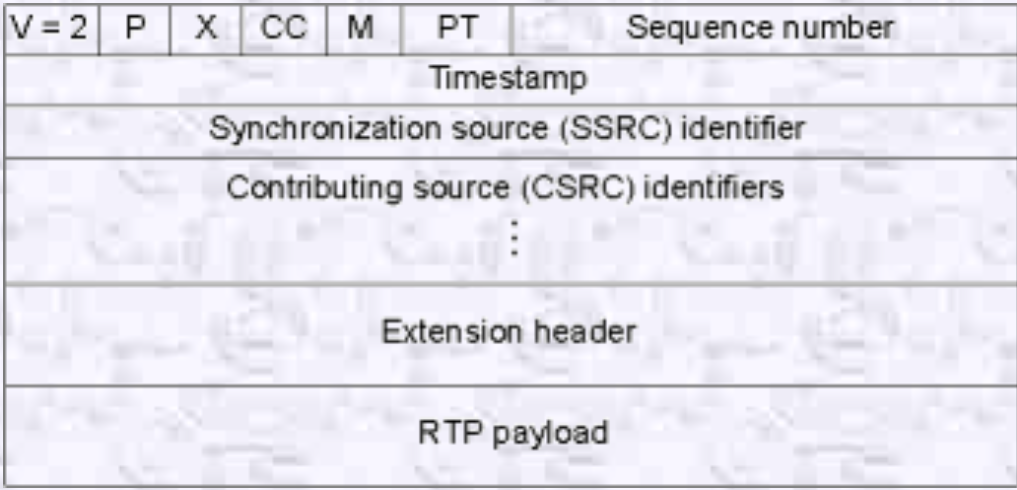 V = 2 P X CC M PT Sequence number
Timestamp
Synchronization source (SSRC) identifier
Contributing source (CSRC) identifiers
⋮
Extension header
RTP payload